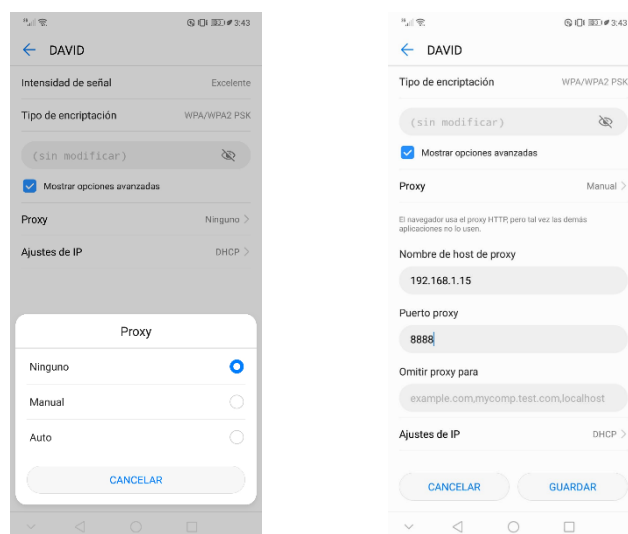 3:43
DAVID
Intensidad de señal
Excelente
Tipo de encriptación
WPA/WPA2 PSK
(sin modificar)
Mostrar opciones avanzadas
Proxy
Ninguno
Ajustes de IP
DHCP
Proxy
Ninguno
Manual
Auto
CANCELAR
3:43
DAVID
Tipo de encriptación
WPA/WPA2 PSK
(sin modificar)
Mostrar opciones avanzadas
Proxy
Manual
El navegador usa el proxy HTTP, pero tal vez las demás
aplicaciones no lo usen.
Nombre de host de proxy
192.168.1.15
Puerto proxy
8888
Omitir proxy para
example.com,mycomp.test.com,localhost
Ajustes de IP
DHCP
CANCELAR
GUARDAR